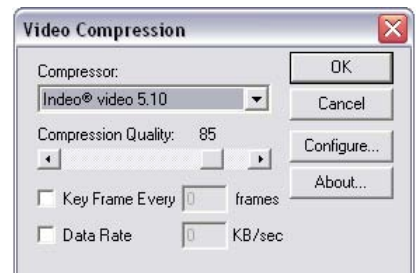 Video Compression
Compressor:
Indeo® video 5.10
Compression Quality: 85
Key Frame Every 0 frames
Data Rate 0 KB/sec
OK
Cancel
Configure...
About...